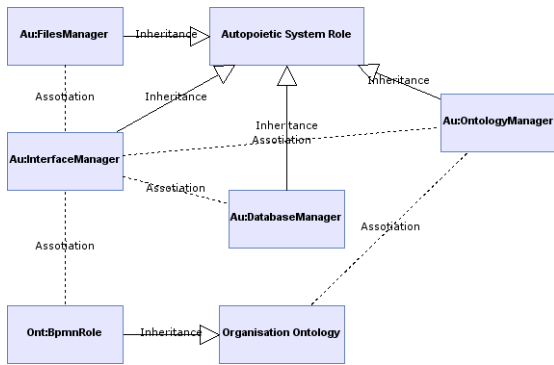 Au:FilesManager
Inheritance
Autopoietic System Role
Assotiation
Inheritance
Inheritance
Au:OntologyManager
Inheritance
Assotiation
Au:InterfaceManager
Assotiation
Au:DatabaseManager
Assotiation
Assotiation
Ont:BpmnRole
Inheritance
Organisation Ontology